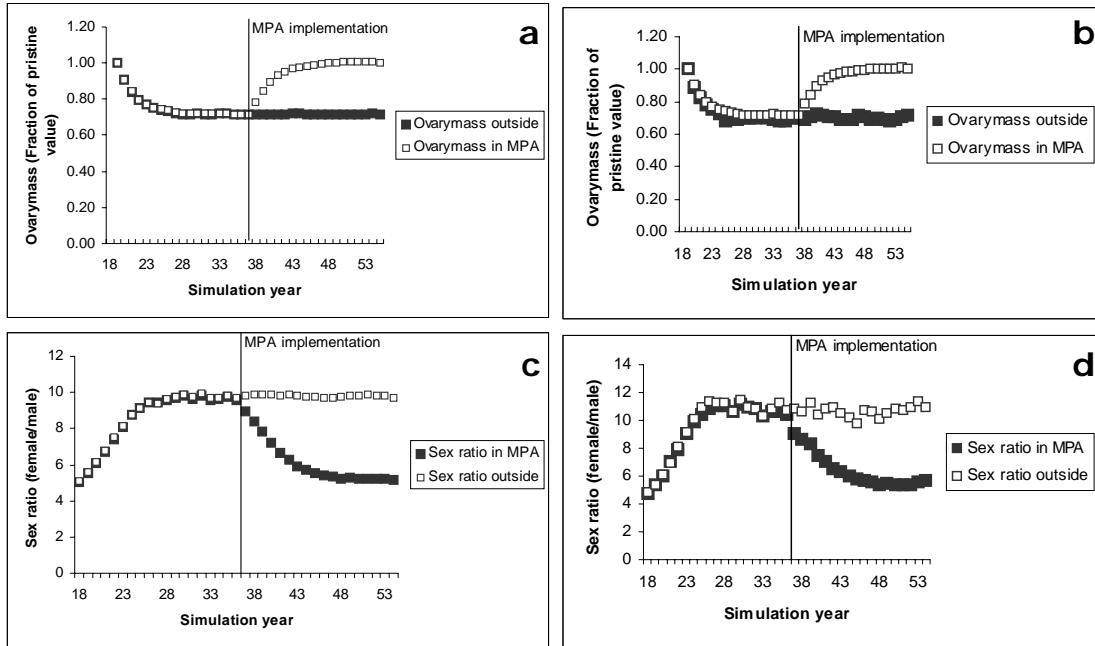 MPA implementation
a
1.20
1.00
0.80
0.60
0.40
0.20
0.00
Ovarymass (Fraction of pristine
value)
18 23 28 33 38 43 48 53
Simulation year
Ovarymass outside
Ovarymass in MPA
MPA implementation
b
1.20
1.00
0.80
0.60
0.40
0.20
0.00
Ovarymass (Fraction of
pristine value)
18 23 28 33 38 43 48 53
Simulation year
Ovarymass outside
Ovarymass in MPA
MPA implementation
c
12
10
8
6
4
2
0
Sex ratio (female/male)
18 23 28 33 38 43 48 53
Simulation year
Sex ratio in MPA
Sex ratio outside
MPA implementation
d
14
12
10
8
6
4
2
0
Sex ratio (female/male)
18 23 28 33 38 43 48 53
Simulation year
Sex ratio in MPA
Sex ratio outside